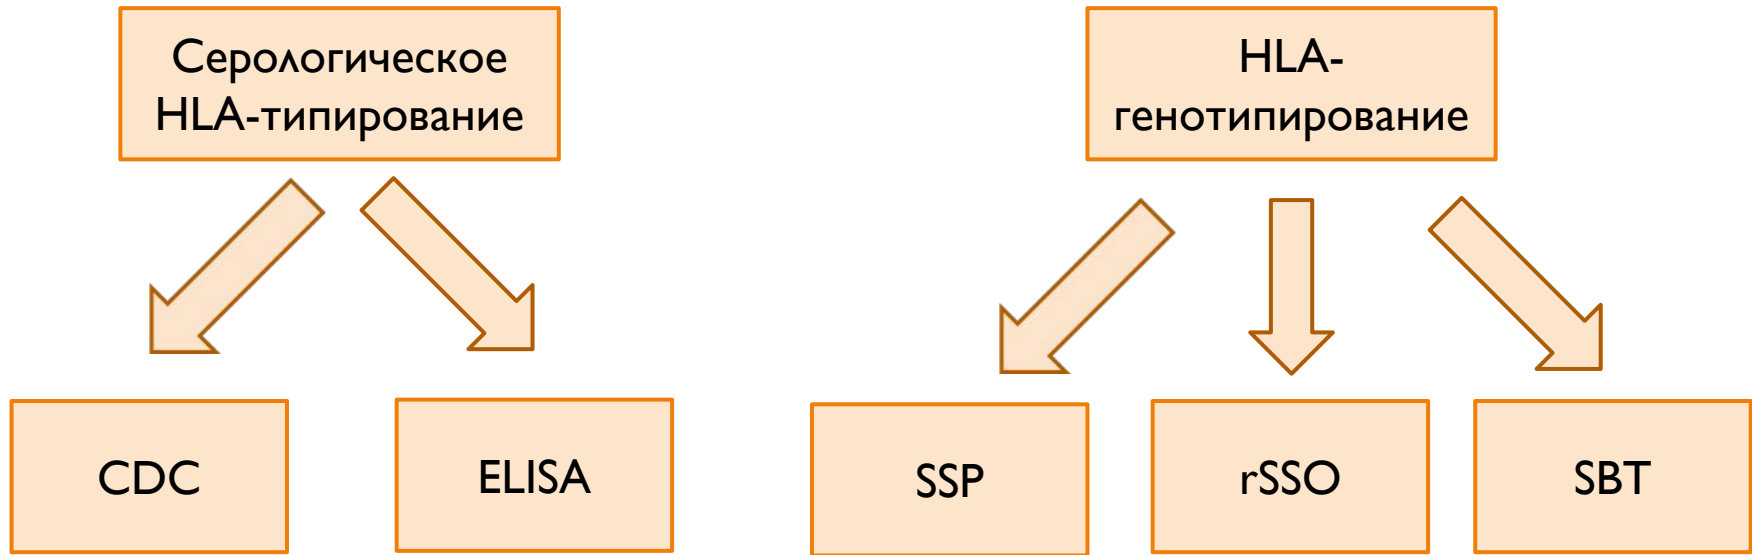 Серологическое
HLA-типирование
HLA-
генотипирование
CDC
ELISA
SSP
rSSO
SBT